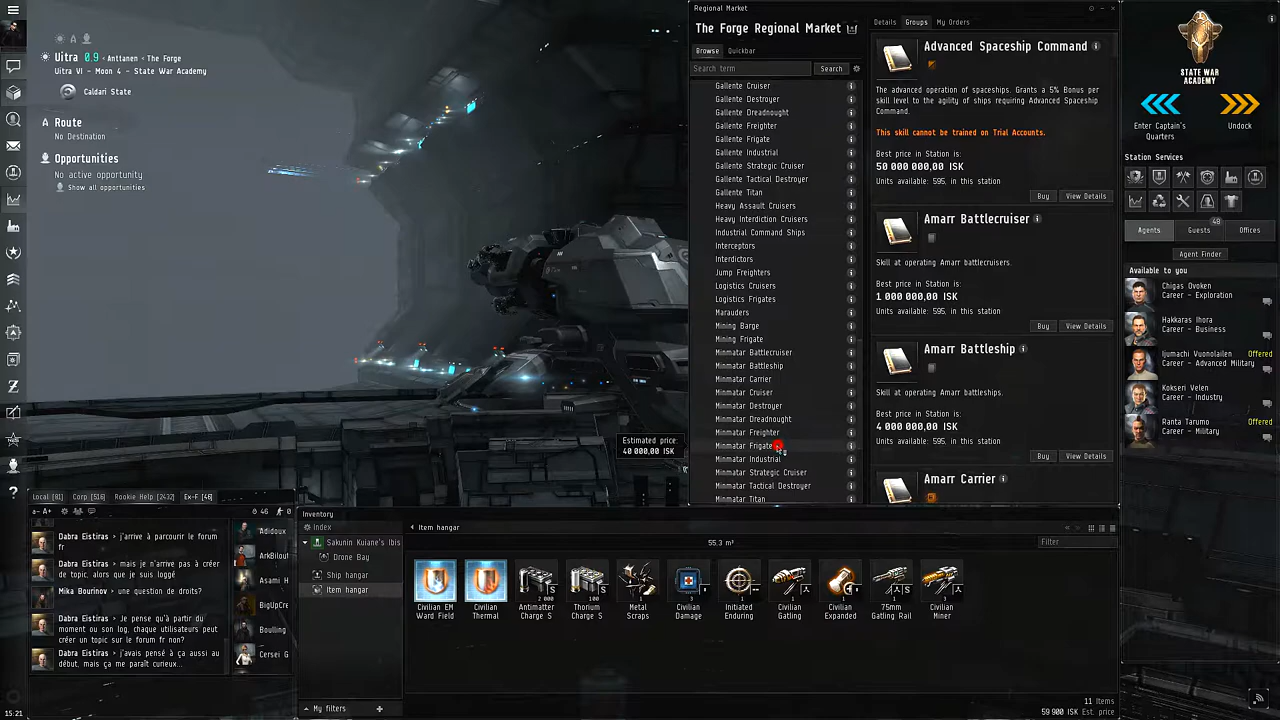 Uitra 0.9 < Anttanen < The Forge
Uitra VI - Moon 4 - State War Academy
Caldari State
Route
No Destination
Opportunities
No active opportunity
Show all opportunities
15:21
Estimated price:
40 000,00 ISK
Regional Market
The Forge Regional Market
Browse Quickbar
Search term Search
Gallente Cruiser
Gallente Destroyer
Gallente Dreadnought
Gallente Freighter
Gallente Frigate
Gallente Industrial
Gallente Strategic Cruiser
Gallente Tactical Destroyer
Gallente Titan
Heavy Assault Cruisers
Heavy Interdiction Cruisers
Industrial Command Ships
Interceptors
Interdictors
Jump Freighters
Logistics Cruisers
Logistics Frigates
Marauders
Mining Barge
Mining Frigate
Minmatar Battlecruiser
Minmatar Battleship
Minmatar Carrier
Minmatar Cruiser
Minmatar Destroyer
Minmatar Dreadnought
Minmatar Freighter
Minmatar Frigate
Minmatar Industrial
Minmatar Strategic Cruiser
Minmatar Tactical Destroyer
Minmatar Titan
Details Groups My Orders
Advanced Spaceship Command
The advanced operation of spaceships. Grants a 5% Bonus per
skill level to the agility of ships requiring Advanced Spaceship
Command.
This skill cannot be trained on Trial Accounts.
Best price in Station is:
50 000 000,00 ISK
Units available: 595, in this station
Buy View Details
Amarr Battlecruiser
Skill at operating Amarr battlecruisers.
Best price in Station is:
1 000 000,00 ISK
Units available: 595, in this station
Buy View Details
Amarr Battleship
Skill at operating Amarr battleships.
Best price in Station is:
4 000 000,00 ISK
Units available: 595, in this station
Buy View Details
Amarr Carrier
STATE WAR
ACADEMY
Enter Captain's
Quarters
Undock
Station Services
48
Agents Guests Offices
Agent Finder
Available to you
Chigas Ovoken
Career - Exploration
Hakkaras Ihora
Career - Business
Ijumachi Vuonolailen Offered
Career - Advanced Military
Kokseri Velen
Career - Industry
Ranta Tarumo Offered
Career - Military
Local [81] Corp [516] Rookie Help [2432] Ex-F [46]
a- A+ 46 0
Dabra Eistiras > j'arrive à parcourir le forum
fr
Dabra Eistiras > mais je n'arrive pas à créer
de topic, alors que je suis loggé
Mika Bourinov > une question de droits?
Dabra Eistiras > Je pense qu'à partir du
moment ou son log, chaque utilisateurs peut
créer un topic sur le forum fr non?
Dabra Eistiras > j'avais pensé à ça aussi au
début, mais ça me paraît curieux...
Adidoux
ArkBilout
Asami H
BigUpCre
Boulling
Cersei G
Inventory
Index
Sakunin Kuiane's Ibis
Drone Bay
Ship hangar
Item hangar
My filters +
Item hangar
55.3 m³
Filter
Civilian EM
Ward Field
Civilian
Thermal
2 000
Antimatter
Charge S
100
Thorium
Charge S
Metal
Scraps
Civilian
Damage
Initiated
Enduring
Civilian
Gatling
Civilian
Expanded
75mm
Gatling Rail
Civilian
Miner
11 Items
59 900 ISK Est. price